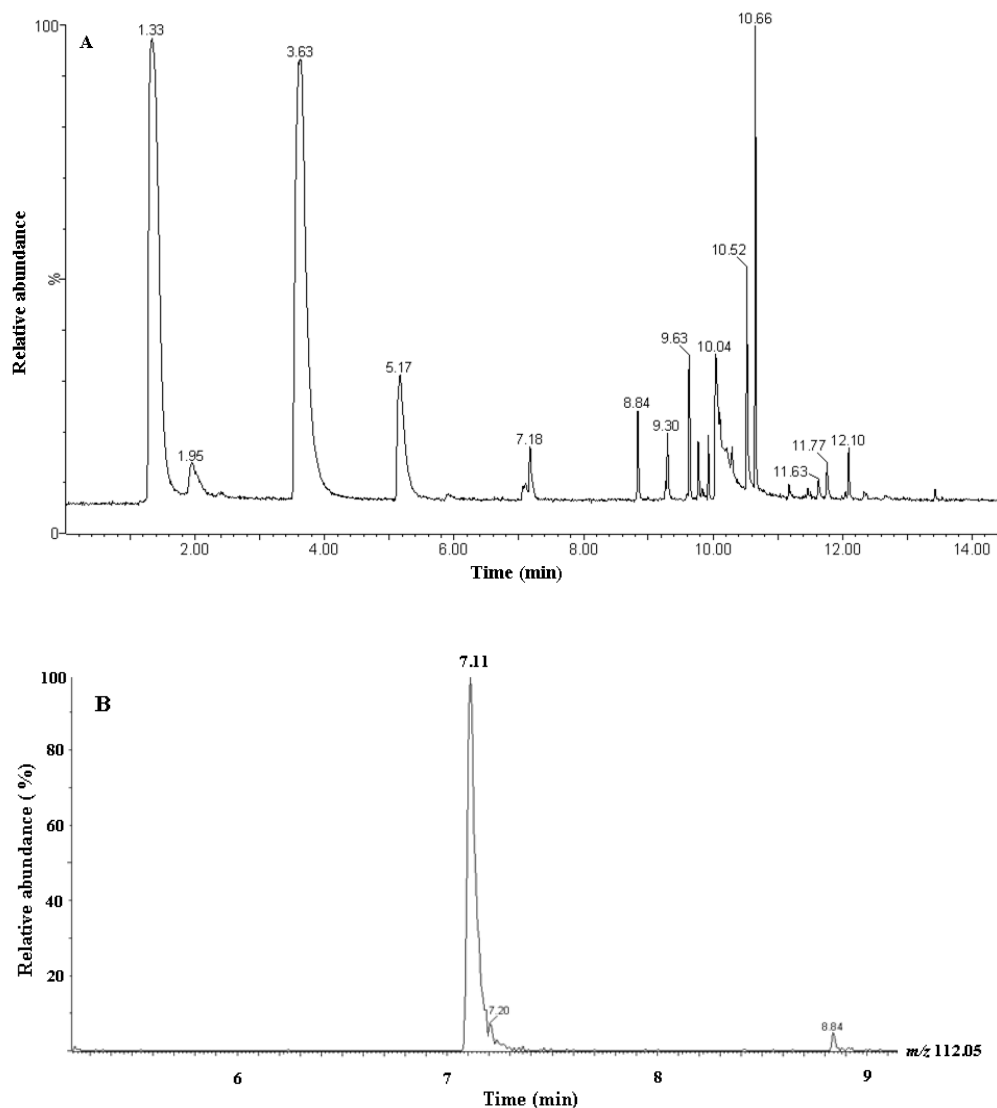 A
100
%
0
Relative abundance
1.33
1.95
3.63
5.17
7.18
8.84
9.30
9.63
10.04
10.52
10.66
11.63
11.77
12.10
2.00 4.00 6.00 8.00 10.00 12.00 14.00
Time (min)
B
100
80
60
40
20
Relative abundance ( %)
7.11
7.20
8.84
m/z 112.05
6 7 8 9
Time (min)